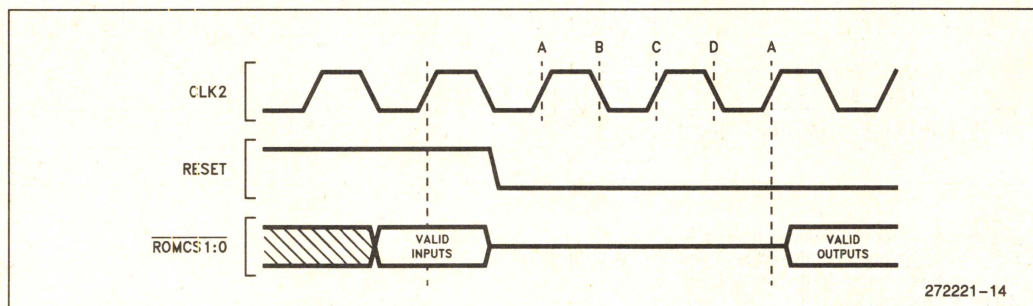 A B C D A
CLK2
RESET
ROMCS1:0
VALID
INPUTS
VALID
OUTPUTS
272221-14